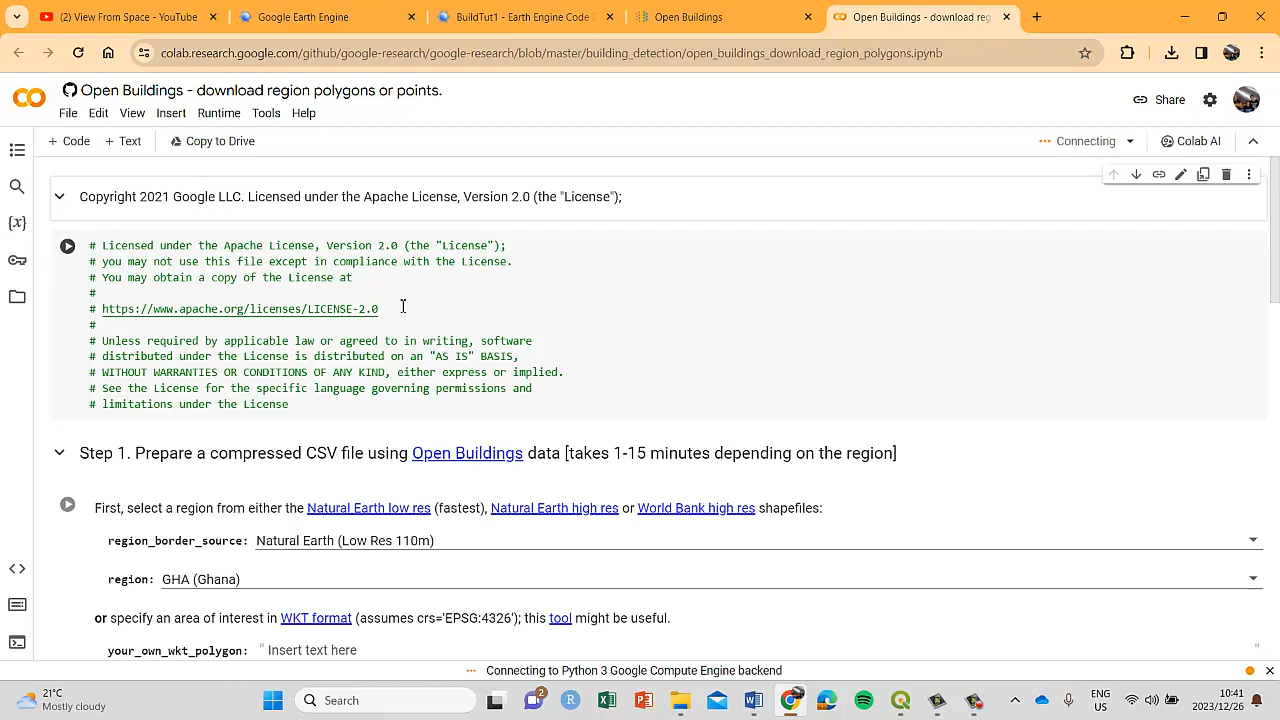 (2) View From Space - YouTube
Google Earth Engine
BuildTut1 - Earth Engine Code
Open Buildings
Open Buildings - download reg
colab.research.google.com/github/google-research/google-research/blob/master/building_detection/open_buildings_download_region_polygons.ipynb
Open Buildings - download region polygons or points.
File Edit View Insert Runtime Tools Help
Share
+ Code + Text Copy to Drive
Connecting
Colab AI
Copyright 2021 Google LLC. Licensed under the Apache License, Version 2.0 (the "License");
# Licensed under the Apache License, Version 2.0 (the "License");
# you may not use this file except in compliance with the License.
# You may obtain a copy of the License at
#
# https://www.apache.org/licenses/LICENSE-2.0
#
# Unless required by applicable law or agreed to in writing, software
# distributed under the License is distributed on an "AS IS" BASIS,
# WITHOUT WARRANTIES OR CONDITIONS OF ANY KIND, either express or implied.
# See the License for the specific language governing permissions and
# limitations under the License
Step 1. Prepare a compressed CSV file using Open Buildings data [takes 1-15 minutes depending on the region]
First, select a region from either the Natural Earth low res (fastest), Natural Earth high res or World Bank high res shapefiles:
region_border_source: Natural Earth (Low Res 110m)
region: GHA (Ghana)
or specify an area of interest in WKT format (assumes crs='EPSG:4326'); this tool might be useful.
your_own_wkt_polygon: " Insert text here "
Connecting to Python 3 Google Compute Engine backend
21°C
Mostly cloudy
Search
2
ENG
US
10:41
2023/12/26